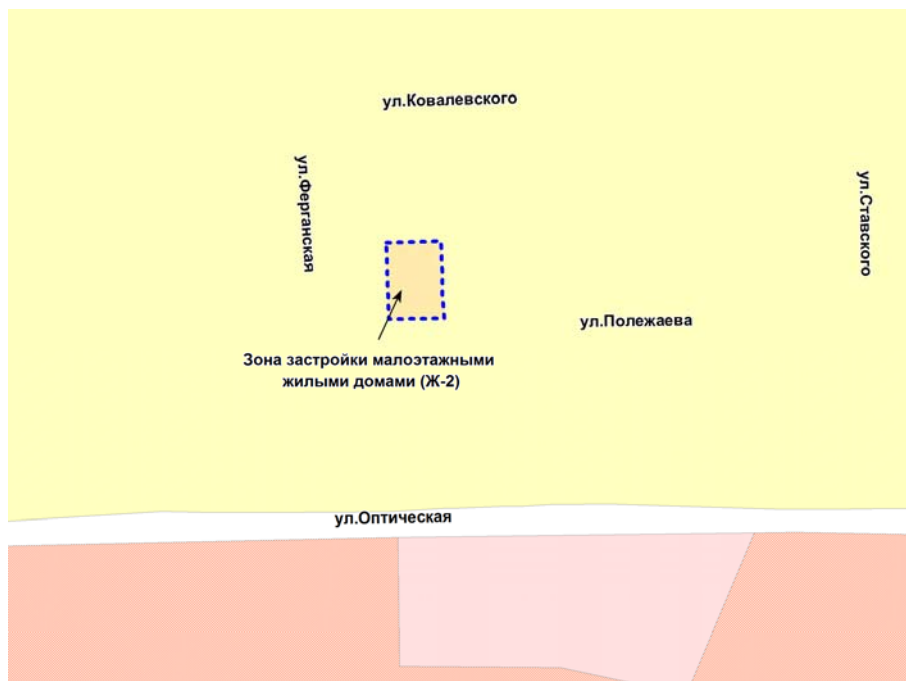 ул.Ковалевского
ул.Ферганская
ул.Ставского
ул.Полежаева
Зона застройки малоэтажными
жилыми домами (Ж-2)
ул.Оптическая